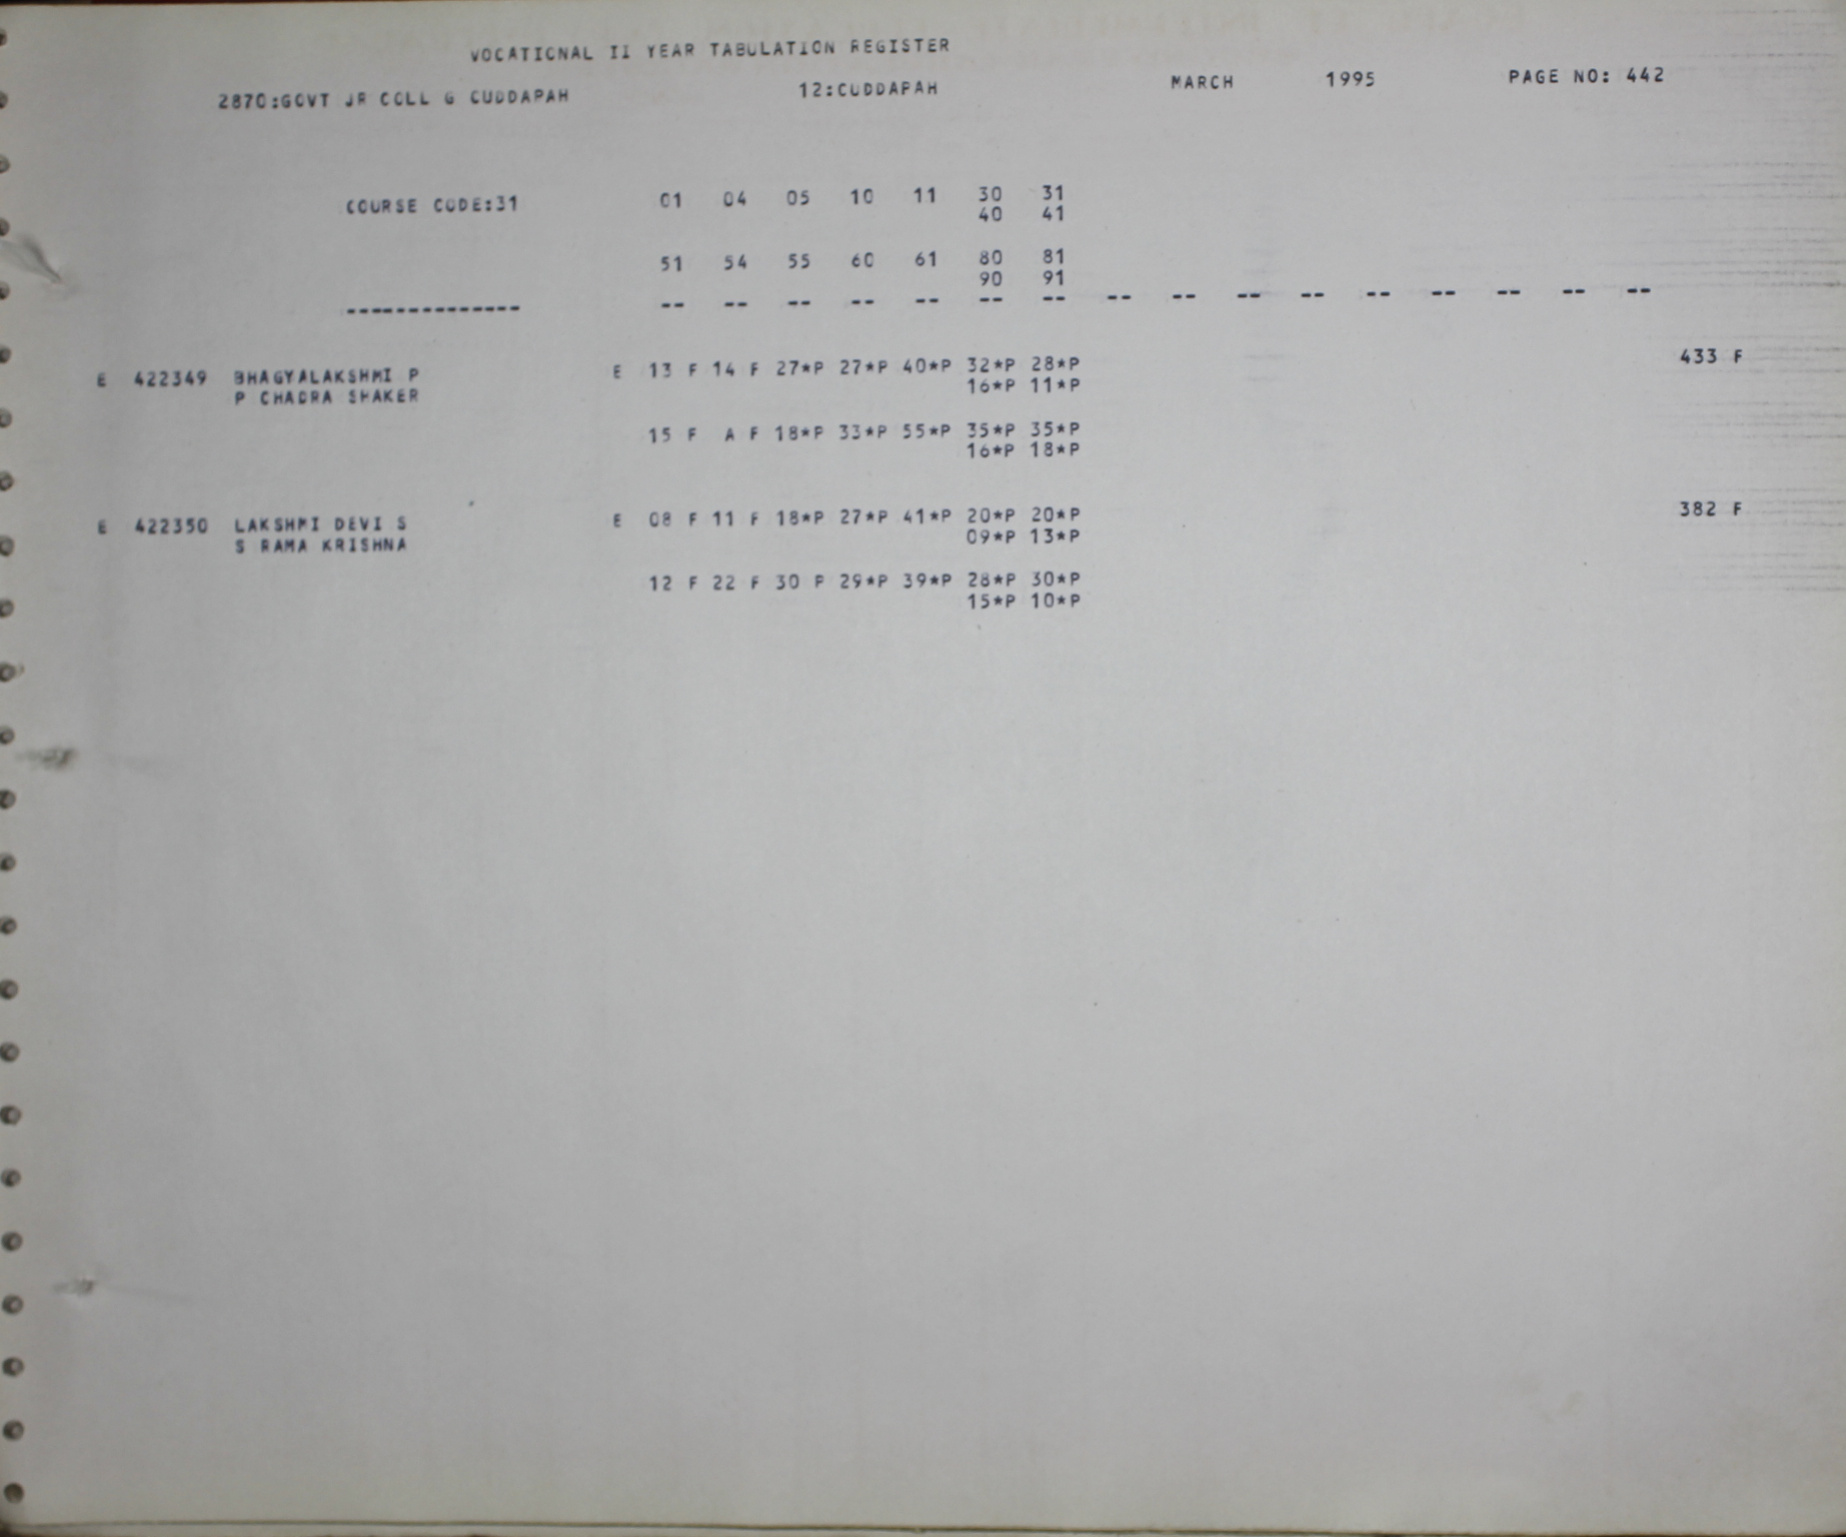 VOCATIONAL II YEAR TABULATION REGISTER
2870:GOVT JR COLL G CUDDAPAH 12:CUDDAPAH MARCH 1995 PAGE NO: 442
COURSE CODE:31 01 04 05 10 11 30 31
40 41
51 54 55 60 61 80 81
90 91
-------------- -- -- -- -- -- -- -- -- -- -- -- -- -- -- -- --
E 422349 BHAGYALAKSHMI P E 13 F 14 F 27*P 27*P 40*P 32*P 28*P 433 F
P CHADRA SHAKER 16*P 11*P
15 F A F 18*P 33*P 55*P 35*P 35*P
16*P 18*P
E 422350 LAKSHMI DEVI S E 08 F 11 F 18*P 27*P 41*P 20*P 20*P 382 F
S RAMA KRISHNA 09*P 13*P
12 F 22 F 30 P 29*P 39*P 28*P 30*P
15*P 10*P